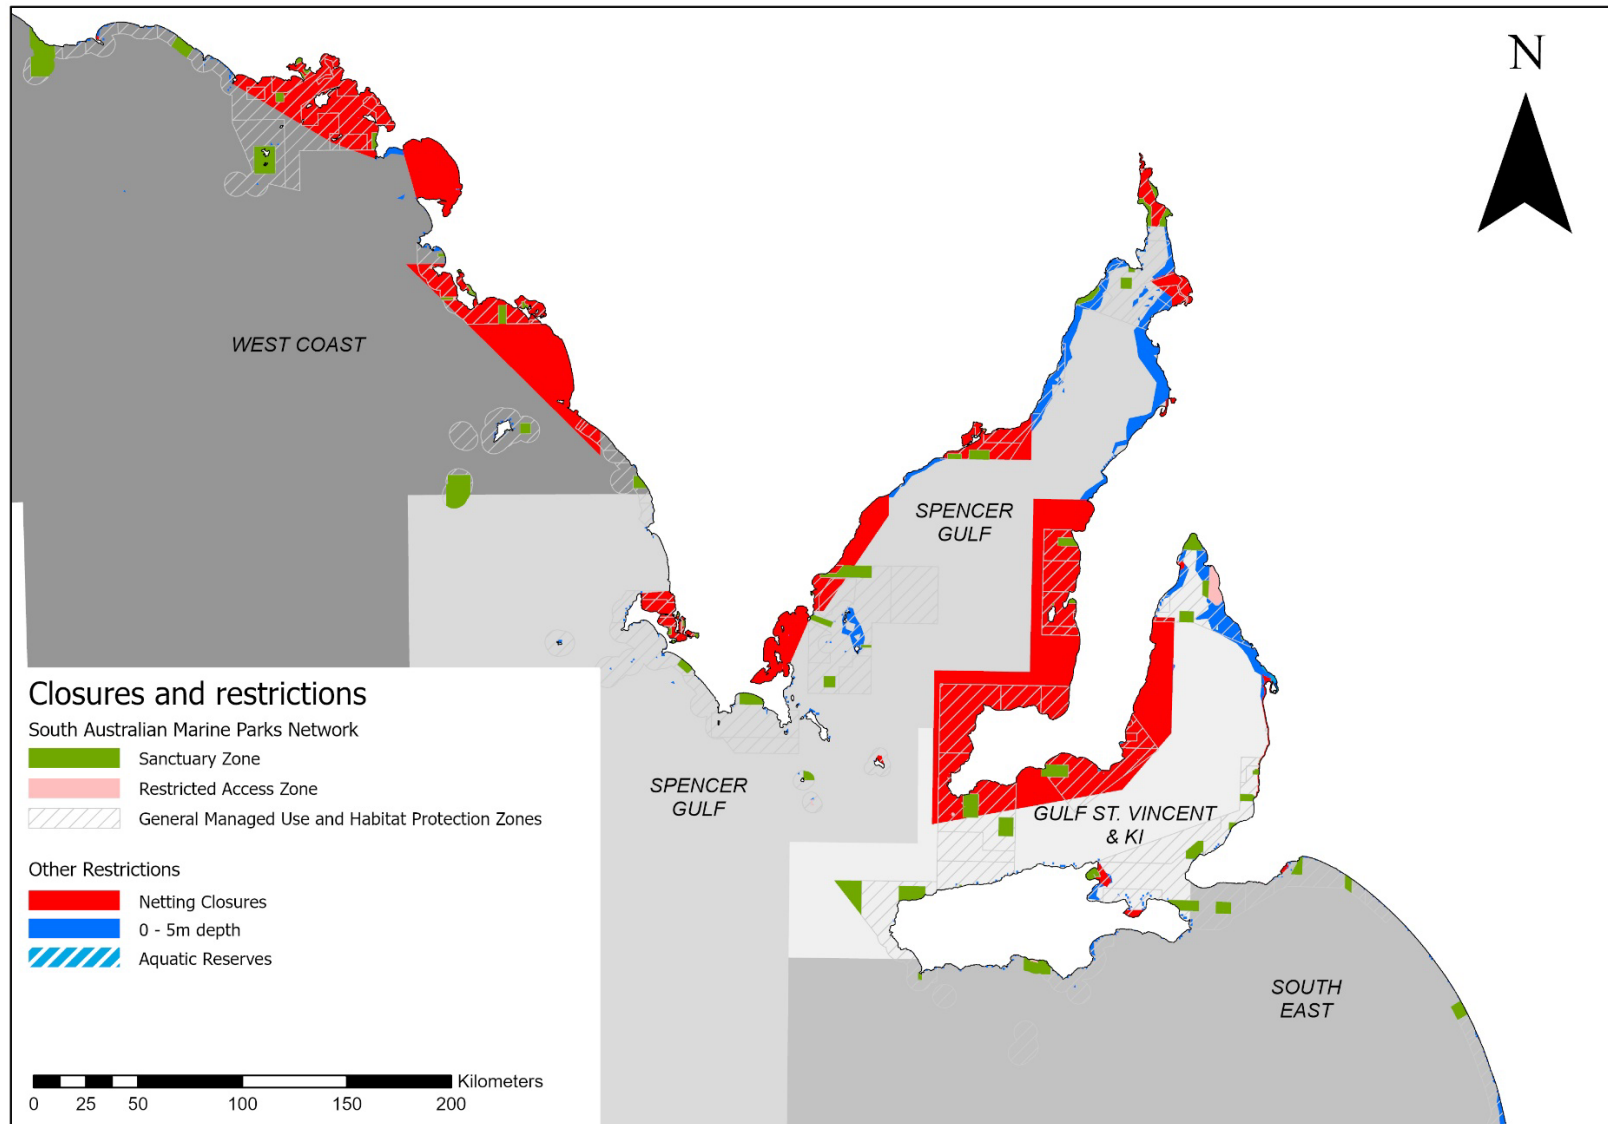 N
WEST COAST
SPENCER
GULF
SPENCER
GULF
GULF ST. VINCENT
& KI
SOUTH
EAST
Closures and restrictions
South Australian Marine Parks Network
Sanctuary Zone
Restricted Access Zone
General Managed Use and Habitat Protection Zones
Other Restrictions
Netting Closures
0 - 5m depth
Aquatic Reserves
Kilometers
0 25 50 100 150 200